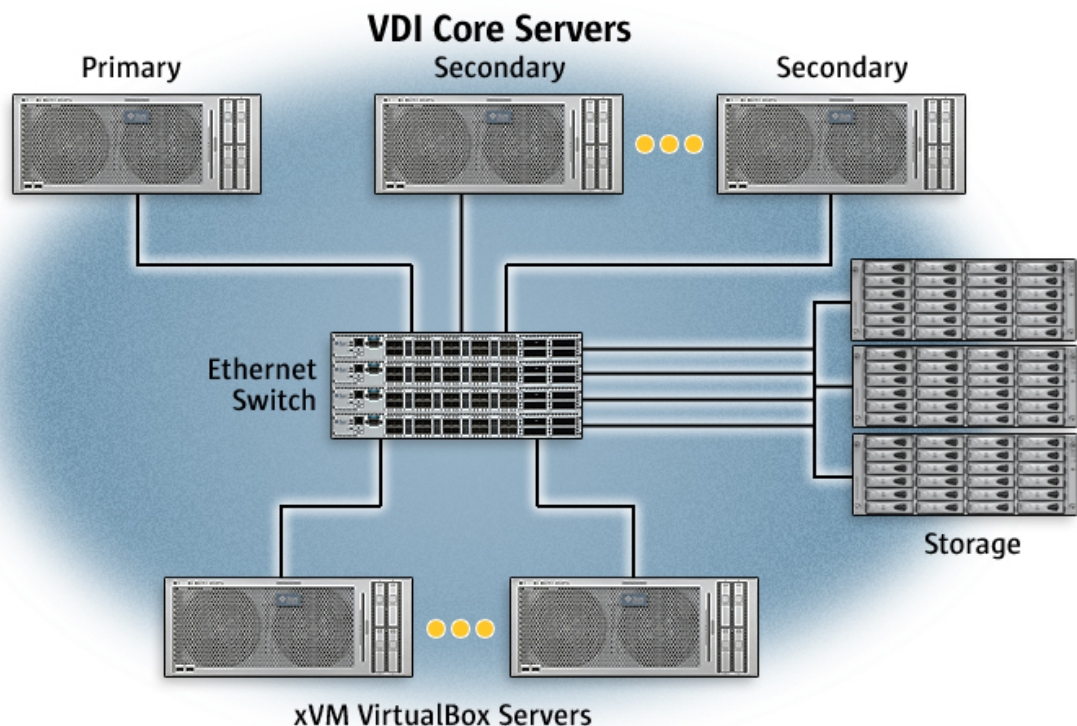 VDI Core Servers
Primary
Secondary
Secondary
Ethernet
Switch
Storage
xVM VirtualBox Servers